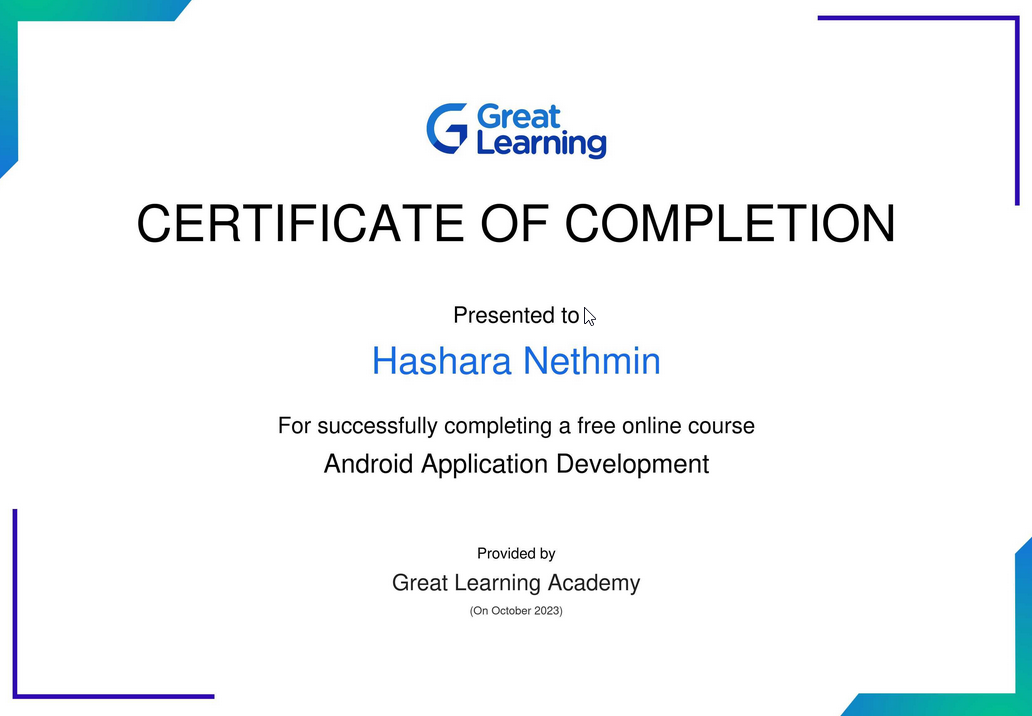 Great
Learning
CERTIFICATE OF COMPLETION
Presented to
Hashara Nethmin
For successfully completing a free online course
Android Application Development
Provided by
Great Learning Academy
(On October 2023)